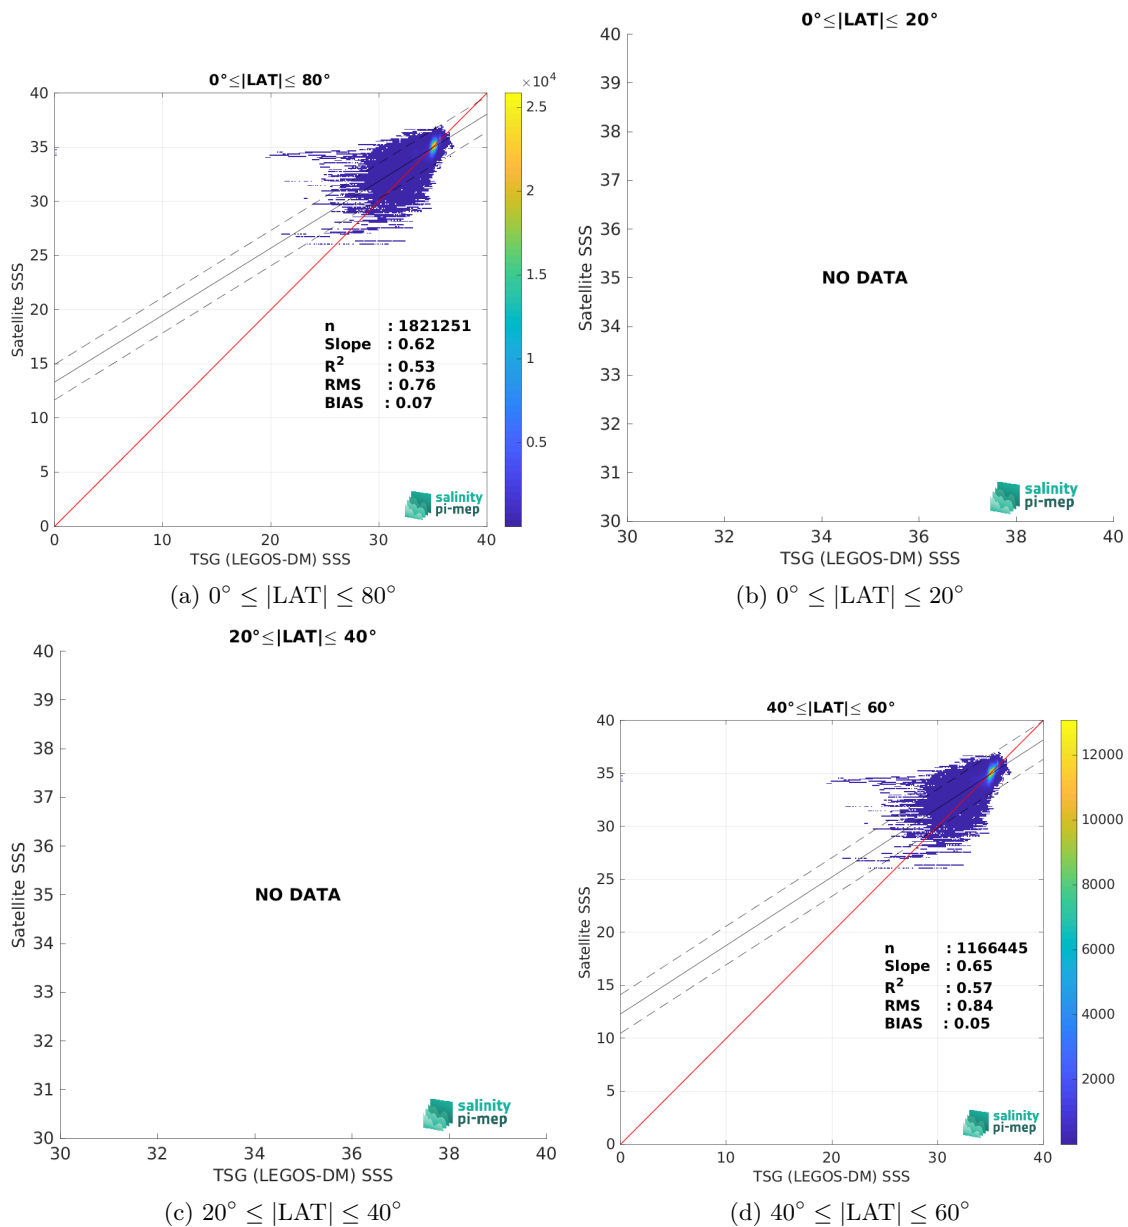 0°≤|LAT|≤ 80°
×10⁴
40
35
30
25
20
15
10
5
0
0
10
20
30
40
2.5
2
1.5
1
0.5
Satellite SSS
TSG (LEGOS-DM) SSS
n : 1821251
Slope : 0.62
R² : 0.53
RMS : 0.76
BIAS : 0.07
salinity
pi-mep
(a) 0° ≤ |LAT| ≤ 80°
0°≤|LAT|≤ 20°
40
39
38
37
36
35
34
33
32
31
30
30
32
34
36
38
40
Satellite SSS
TSG (LEGOS-DM) SSS
NO DATA
salinity
pi-mep
(b) 0° ≤ |LAT| ≤ 20°
20°≤|LAT|≤ 40°
40
39
38
37
36
35
34
33
32
31
30
30
32
34
36
38
40
Satellite SSS
TSG (LEGOS-DM) SSS
NO DATA
salinity
pi-mep
(c) 20° ≤ |LAT| ≤ 40°
40°≤|LAT|≤ 60°
40
35
30
25
20
15
10
5
0
0
10
20
30
40
12000
10000
8000
6000
4000
2000
Satellite SSS
TSG (LEGOS-DM) SSS
n : 1166445
Slope : 0.65
R² : 0.57
RMS : 0.84
BIAS : 0.05
salinity
pi-mep
(d) 40° ≤ |LAT| ≤ 60°